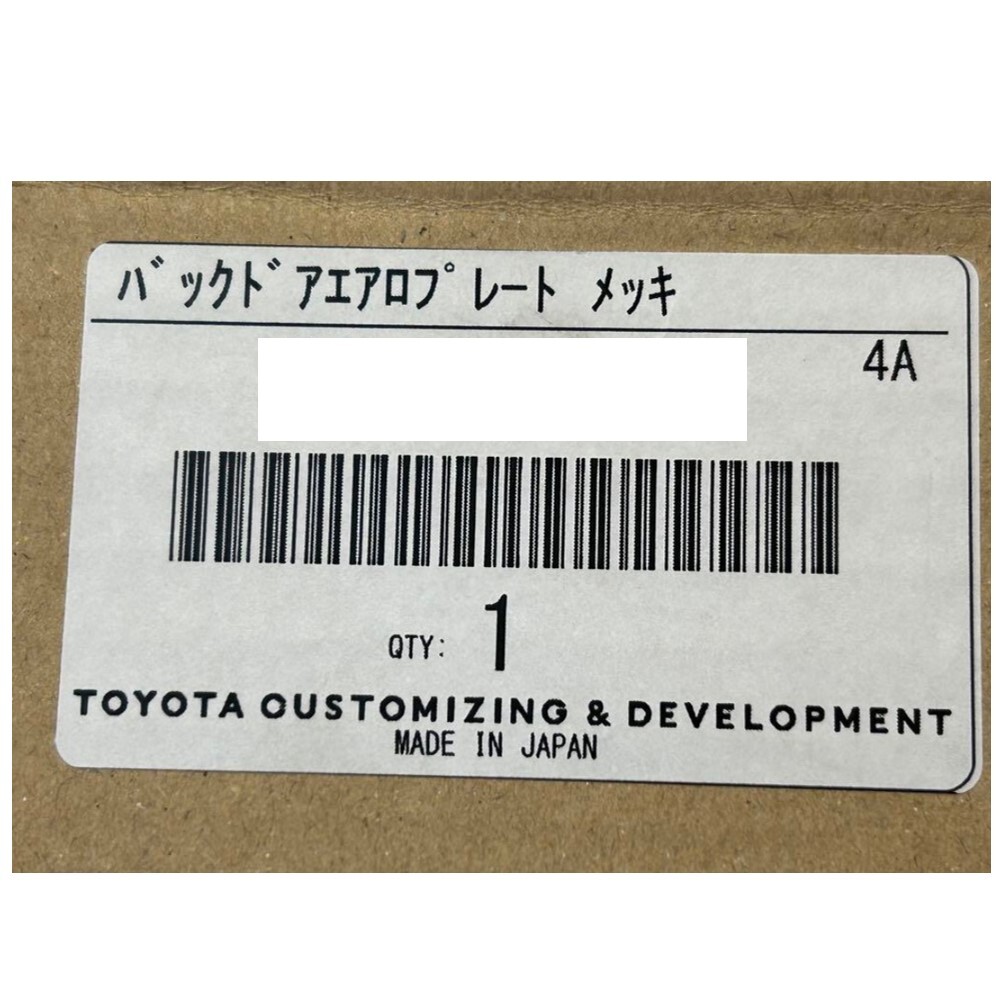 バックドアエアロプレート メッキ
4A
QTY: 1
TOYOTA CUSTOMIZING & DEVELOPMENT
MADE IN JAPAN